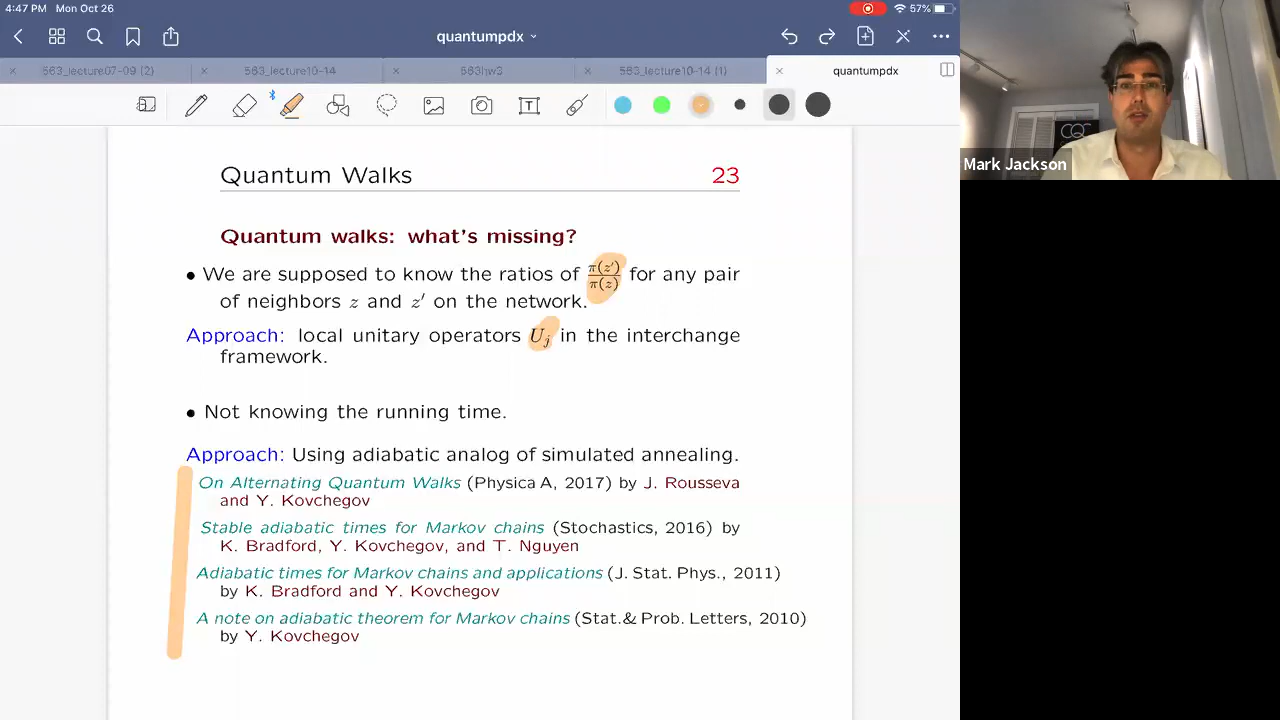 4:47 PM Mon Oct 26
57%
quantumpdx
563_lecture07-09 (2)
563_lecture10-14
563hw3
563_lecture10-14 (1)
quantumpdx
T
Quantum Walks 23
Quantum walks: what's missing?
• We are supposed to know the ratios of π(z′)/π(z) for any pair
of neighbors z and z′ on the network.
Approach: local unitary operators U_j in the interchange
framework.
• Not knowing the running time.
Approach: Using adiabatic analog of simulated annealing.
On Alternating Quantum Walks (Physica A, 2017) by J. Rousseva
and Y. Kovchegov
Stable adiabatic times for Markov chains (Stochastics, 2016) by
K. Bradford, Y. Kovchegov, and T. Nguyen
Adiabatic times for Markov chains and applications (J. Stat. Phys., 2011)
by K. Bradford and Y. Kovchegov
A note on adiabatic theorem for Markov chains (Stat.& Prob. Letters, 2010)
by Y. Kovchegov
CQC
Mark Jackson